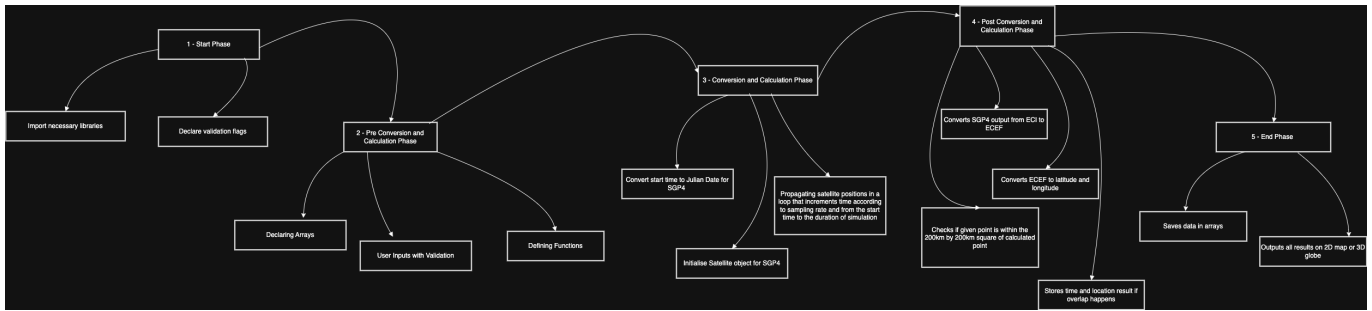 1 - Start Phase
Import necessary libraries
Declare validation flags
2 - Pre Conversion and
Calculation Phase
Declaring Arrays
User Inputs with Validation
Defining Functions
3 - Conversion and Calculation Phase
Convert start time to Julian Date for
SGP4
Initialise Satellite object for SGP4
Propagating satellite positions in a
loop that increments time according
to sampling rate and from the start
time to the duration of simulation
4 - Post Conversion and
Calculation Phase
Converts SGP4 output from ECI to
ECEF
Converts ECEF to latitude and
longitude
Checks if given point is within the
200km by 200km square of calculated
point
Stores time and location result if
overlap happens
5 - End Phase
Saves data in arrays
Outputs all results on 2D map or 3D
globe